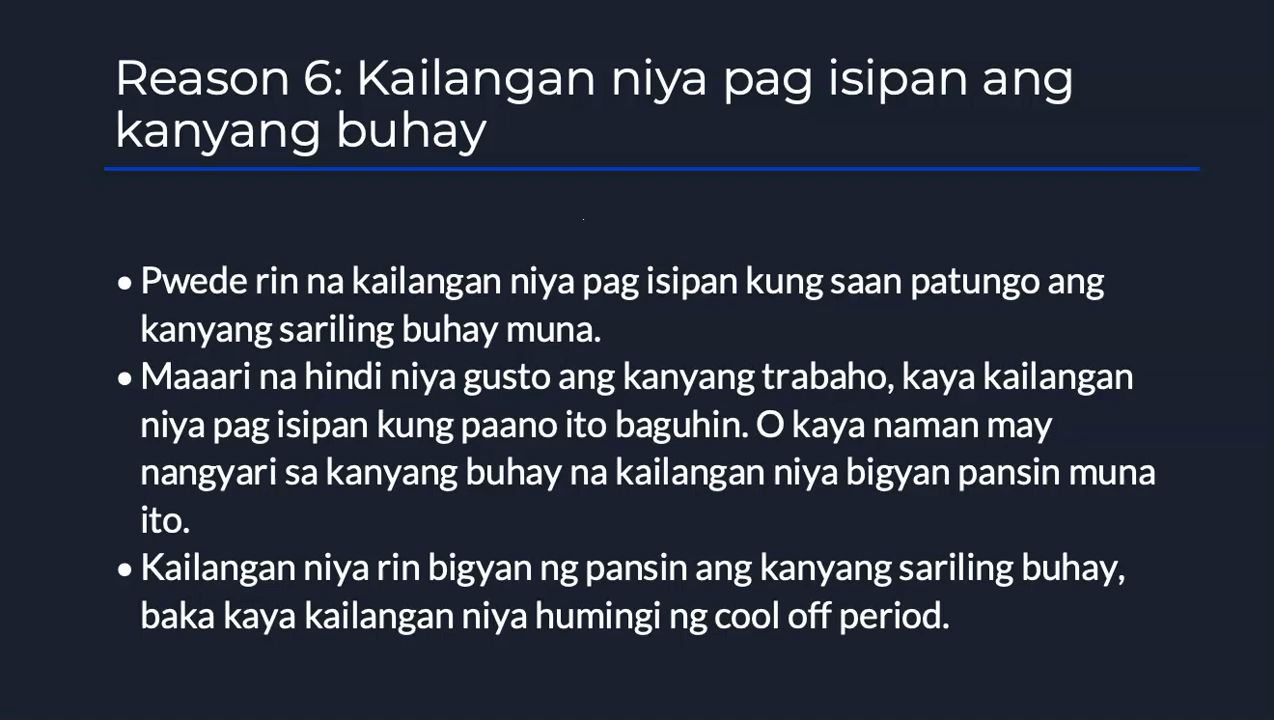 Reason 6: Kailangan niya pag isipan ang
kanyang buhay
• Pwede rin na kailangan niya pag isipan kung saan patungo ang
kanyang sariling buhay muna.
• Maaari na hindi niya gusto ang kanyang trabaho, kaya kailangan
niya pag isipan kung paano ito baguhin. O kaya naman may
nangyari sa kanyang buhay na kailangan niya bigyan pansin muna
ito.
• Kailangan niya rin bigyan ng pansin ang kanyang sariling buhay,
baka kaya kailangan niya humingi ng cool off period.